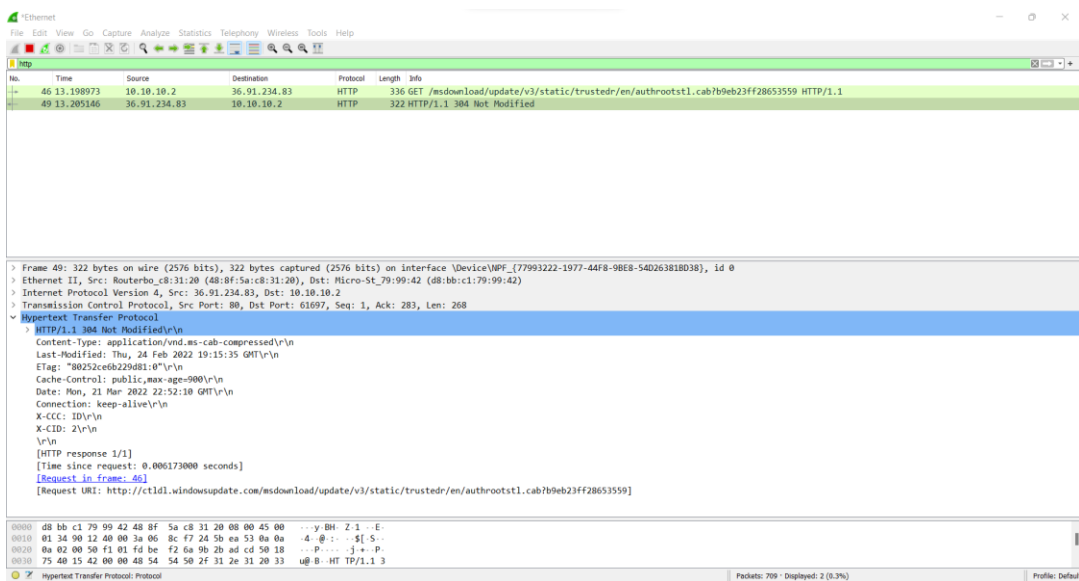 *Ethernet
File Edit View Go Capture Analyze Statistics Telephony Wireless Tools Help
http
No. Time Source Destination Protocol Length Info
46 13.198973 10.10.10.2 36.91.234.83 HTTP 336 GET /msdownload/update/v3/static/trustedr/en/authrootstl.cab?b9eb23ff28653559 HTTP/1.1
49 13.205146 36.91.234.83 10.10.10.2 HTTP 322 HTTP/1.1 304 Not Modified
> Frame 49: 322 bytes on wire (2576 bits), 322 bytes captured (2576 bits) on interface \Device\NPF_{77993222-1977-44F8-9BE8-54D26381BD38}, id 0
> Ethernet II, Src: Routerbo_c8:31:20 (48:8f:5a:c8:31:20), Dst: Micro-St_79:99:42 (d8:bb:c1:79:99:42)
> Internet Protocol Version 4, Src: 36.91.234.83, Dst: 10.10.10.2
> Transmission Control Protocol, Src Port: 80, Dst Port: 61697, Seq: 1, Ack: 283, Len: 268
Hypertext Transfer Protocol
> HTTP/1.1 304 Not Modified\r\n
Content-Type: application/vnd.ms-cab-compressed\r\n
Last-Modified: Thu, 24 Feb 2022 19:15:35 GMT\r\n
ETag: "80252ce6b229d81:0"\r\n
Cache-Control: public,max-age=900\r\n
Date: Mon, 21 Mar 2022 22:52:10 GMT\r\n
Connection: keep-alive\r\n
X-CCC: ID\r\n
X-CID: 2\r\n
\r\n
[HTTP response 1/1]
[Time since request: 0.006173000 seconds]
[Request in frame: 46]
[Request URI: http://ctldl.windowsupdate.com/msdownload/update/v3/static/trustedr/en/authrootstl.cab?b9eb23ff28653559]
0000 d8 bb c1 79 99 42 48 8f 5a c8 31 20 08 00 45 00 ···y·BH· Z·1 ··E·
0010 01 34 90 12 40 00 3a 06 8c f7 24 5b ea 53 0a 0a ·4··@·:· ··$[·S··
0020 0a 02 00 50 f1 01 fd be f2 6a 9b 2b ad cd 50 18 ···P···· ·j·+··P·
0030 75 40 15 42 00 00 48 54 54 50 2f 31 2e 31 20 33 u@·B··HT TP/1.1 3
Hypertext Transfer Protocol: Protocol Packets: 709 · Displayed: 2 (0.3%) Profile: Defaul